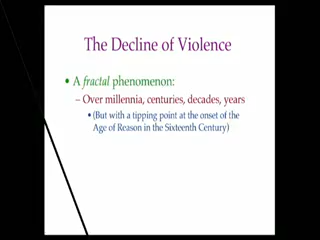 The Decline of Violence
• A fractal phenomenon:
– Over millennia, centuries, decades, years
• (But with a tipping point at the onset of the
Age of Reason in the Sixteenth Century)